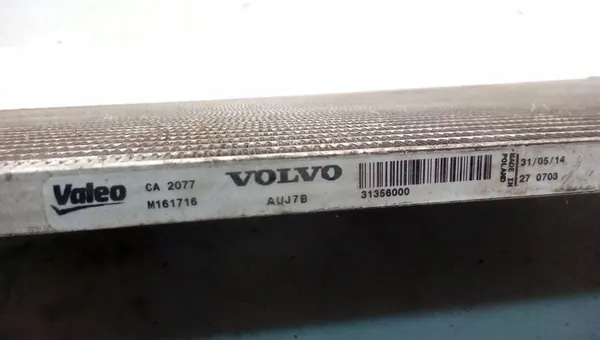 Valeo
CA 2077
M161716
VOLVO
AUJ7B
31356000
MADE IN
POLAND
31/05/14
27 0703